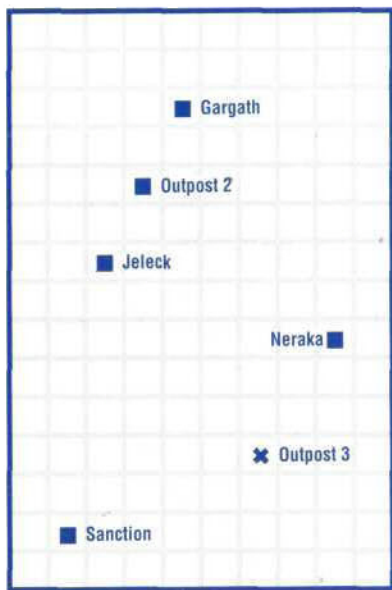 Gargath
Outpost 2
Jeleck
Neraka
Outpost 3
Sanction